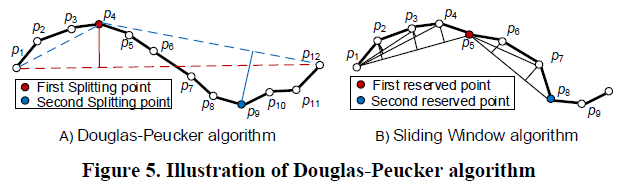 p1 p2 p3 p4 p5 p6 p7 p8 p9 p10 p11 p12
First Splitting point
Second Splitting point
A) Douglas-Peucker algorithm
p1 p2 p3 p4 p5 p6 p7 p8
First reserved point
Second reserved point
B) Sliding Window algorithm
Figure 5. Illustration of Douglas-Peucker algorithm